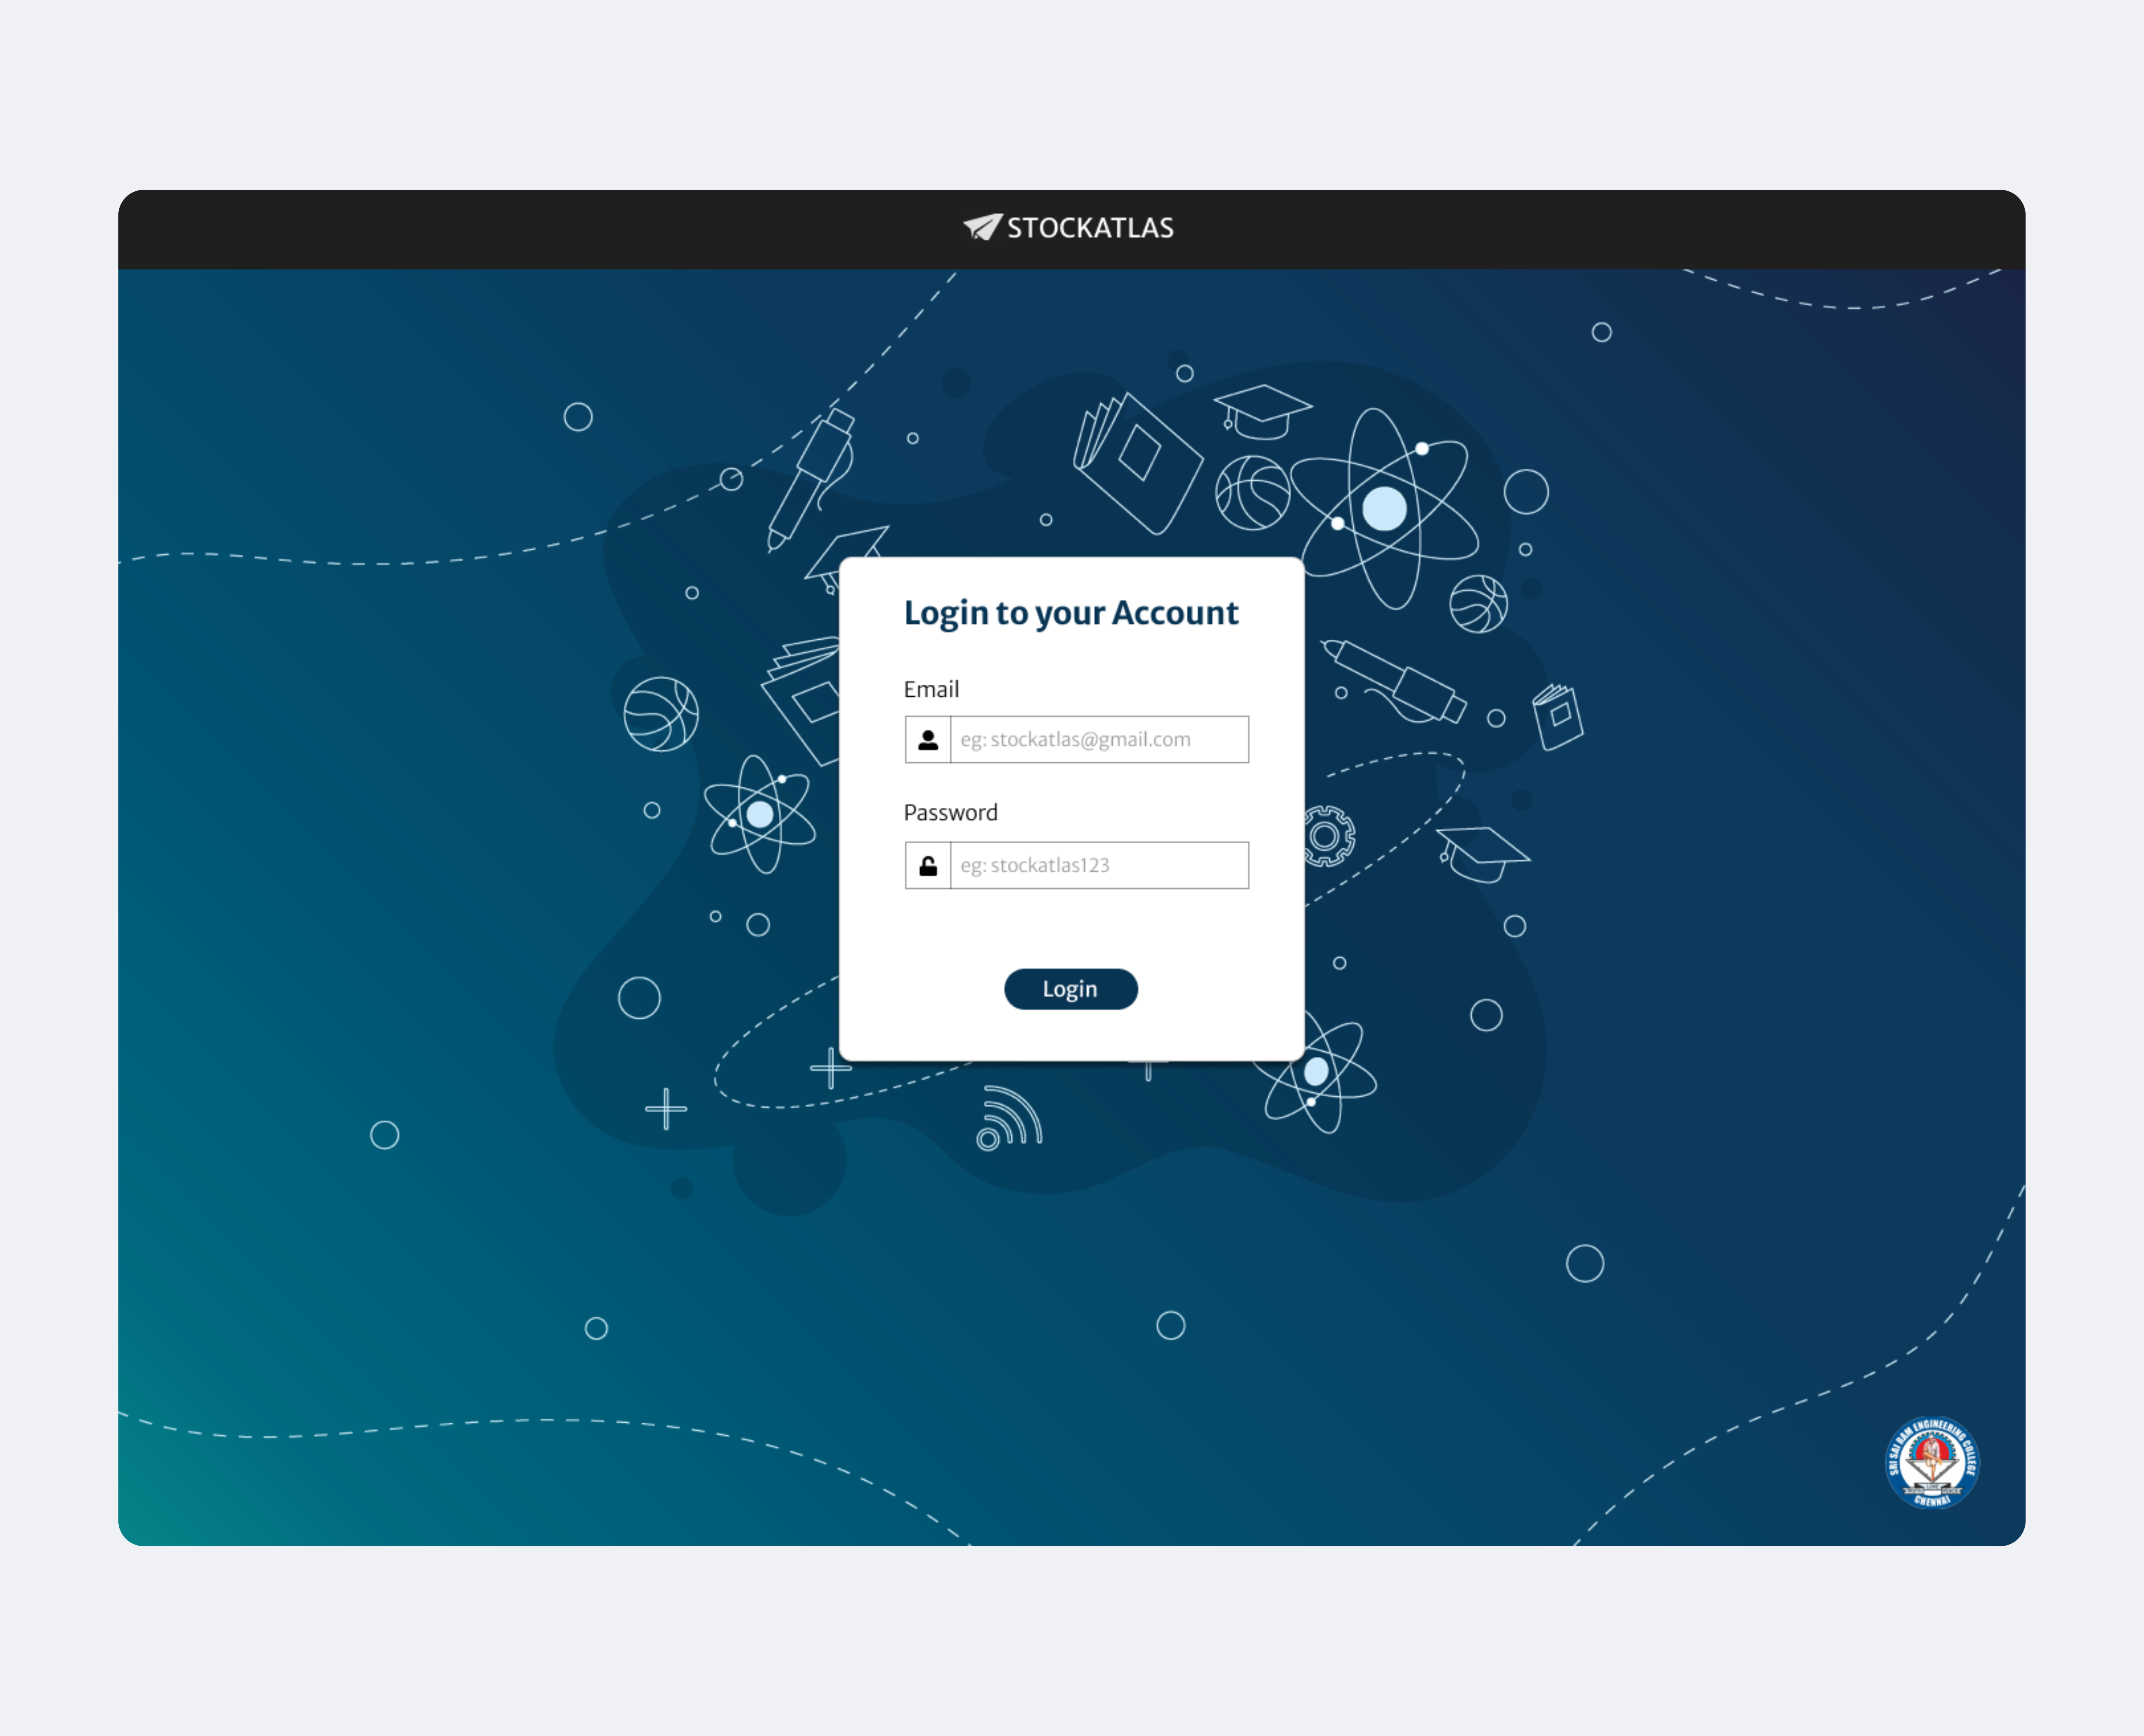 STOCKATLAS
Login to your Account
Email
eg: stockatlas@gmail.com
Password
eg: stockatlas123
Login
SRI SAI RAM ENGINEERING COLLEGE
CHENNAI